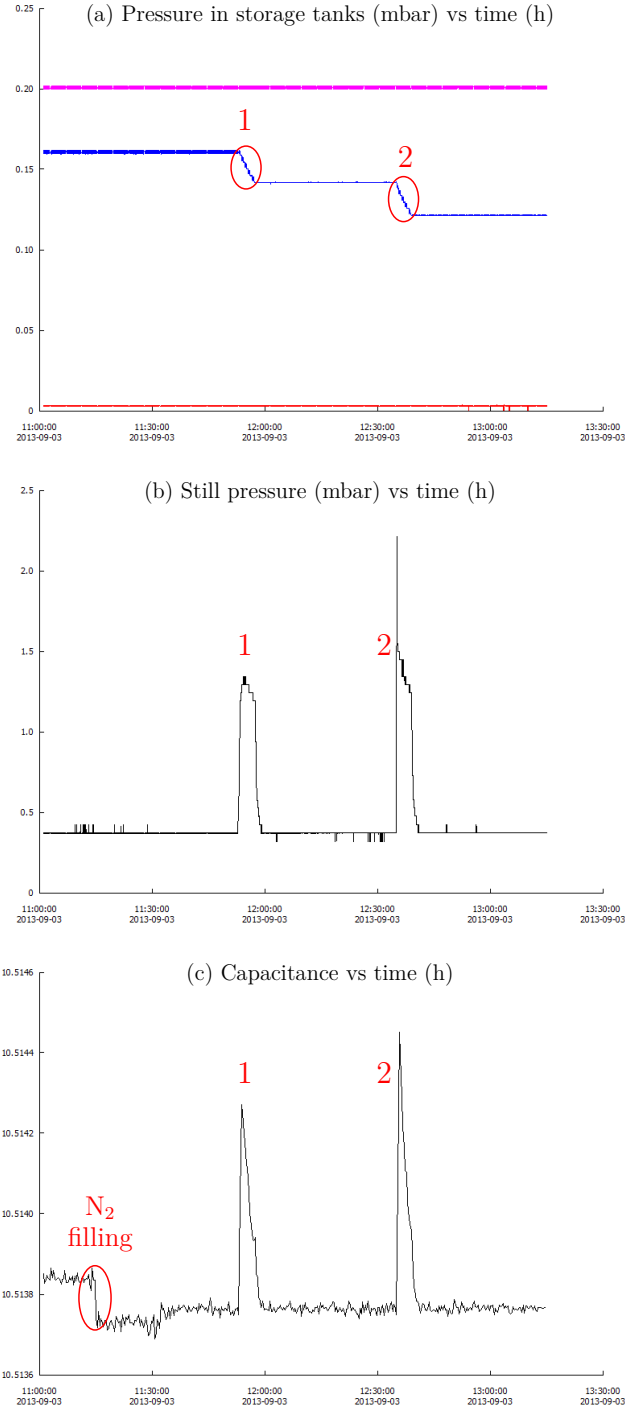 (a) Pressure in storage tanks (mbar) vs time (h)
0.25
0.20
1
2
0.15
0.10
0.05
0
11:00:00 11:30:00 12:00:00 12:30:00 13:00:00 13:30:00
2013-09-03 2013-09-03 2013-09-03 2013-09-03 2013-09-03 2013-09-03
(b) Still pressure (mbar) vs time (h)
2.5
2.0
1.5
1 2
1.0
0.5
0
11:00:00 11:30:00 12:00:00 12:30:00 13:00:00 13:30:00
2013-09-03 2013-09-03 2013-09-03 2013-09-03 2013-09-03 2013-09-03
(c) Capacitance vs time (h)
10.5146
10.5144
1 2
10.5142
10.5140
N₂
filling
10.5138
10.5136
11:00:00 11:30:00 12:00:00 12:30:00 13:00:00 13:30:00
2013-09-03 2013-09-03 2013-09-03 2013-09-03 2013-09-03 2013-09-03